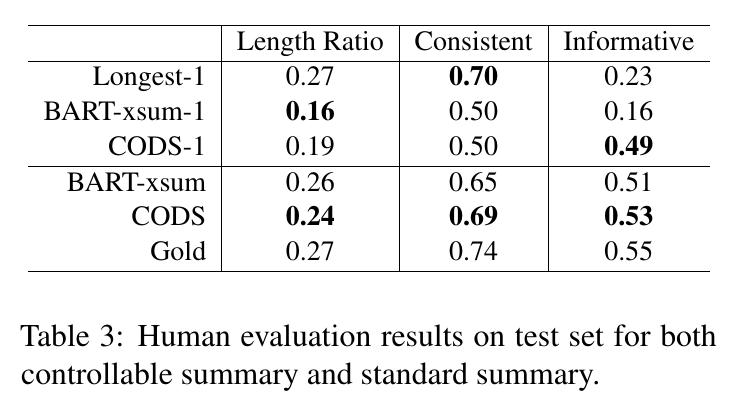 Length Ratio Consistent Informative
Longest-1 0.27 0.70 0.23
BART-xsum-1 0.16 0.50 0.16
CODS-1 0.19 0.50 0.49
BART-xsum 0.26 0.65 0.51
CODS 0.24 0.69 0.53
Gold 0.27 0.74 0.55
Table 3: Human evaluation results on test set for both
controllable summary and standard summary.